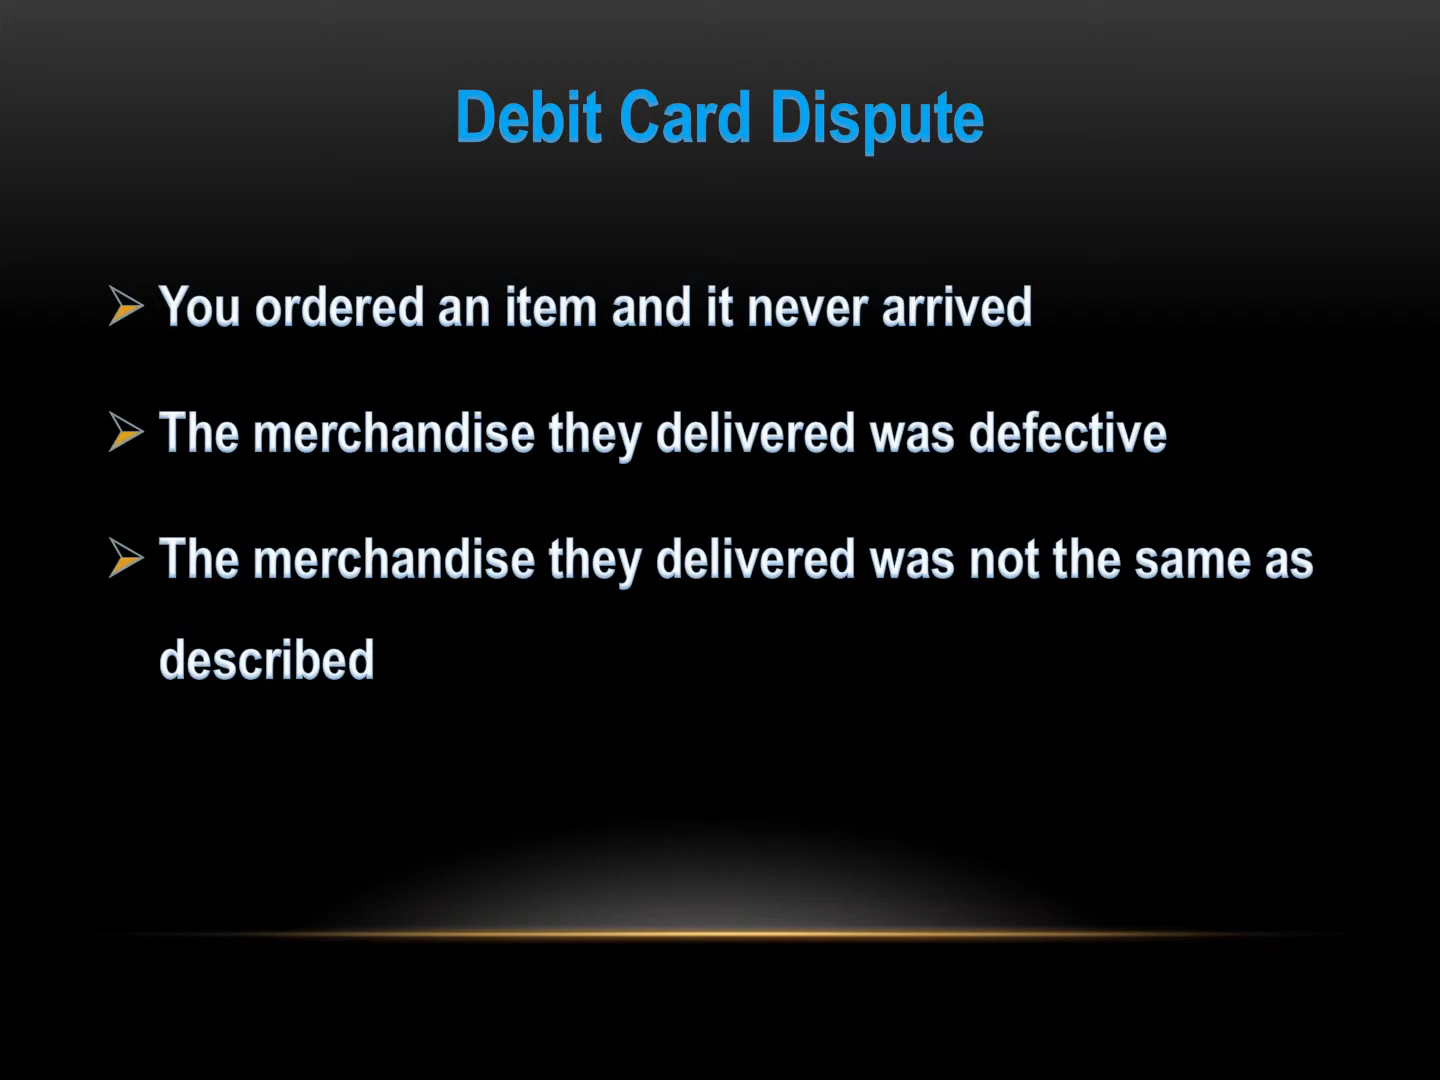 Debit Card Dispute
You ordered an item and it never arrived
The merchandise they delivered was defective
The merchandise they delivered was not the same as
described